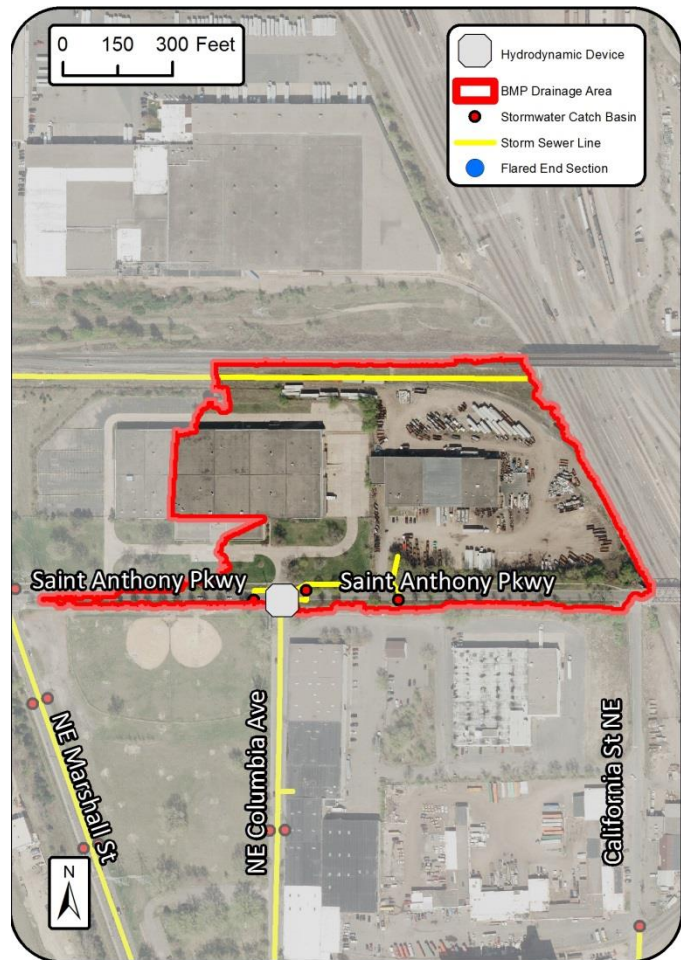 0 150 300 Feet
Hydrodynamic Device
BMP Drainage Area
Stormwater Catch Basin
Storm Sewer Line
Flared End Section
Saint Anthony Pkwy
Saint Anthony Pkwy
NE Marshall St
NE Columbia Ave
California St NE
N